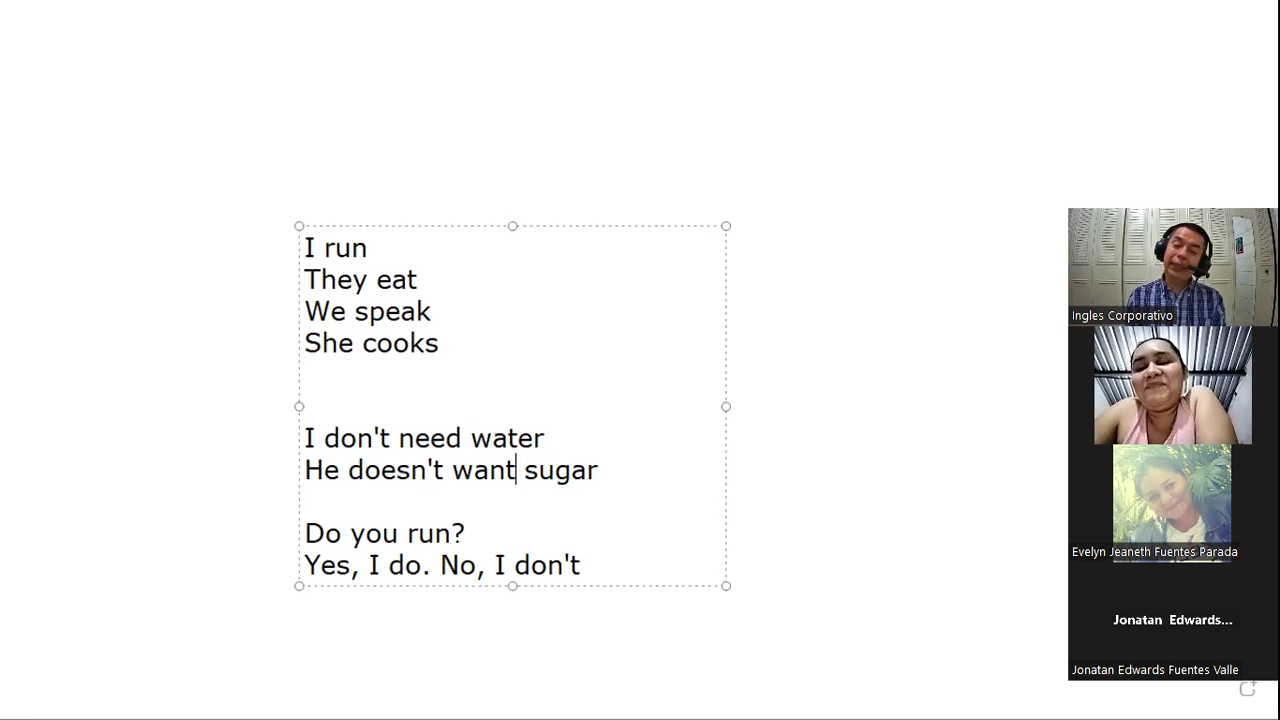 I run
They eat
We speak
She cooks
I don't need water
He doesn't want sugar
Do you run?
Yes, I do. No, I don't
Ingles Corporativo
Evelyn Jeaneth Fuentes Parada
Jonatan Edwards...
Jonatan Edwards Fuentes Valle